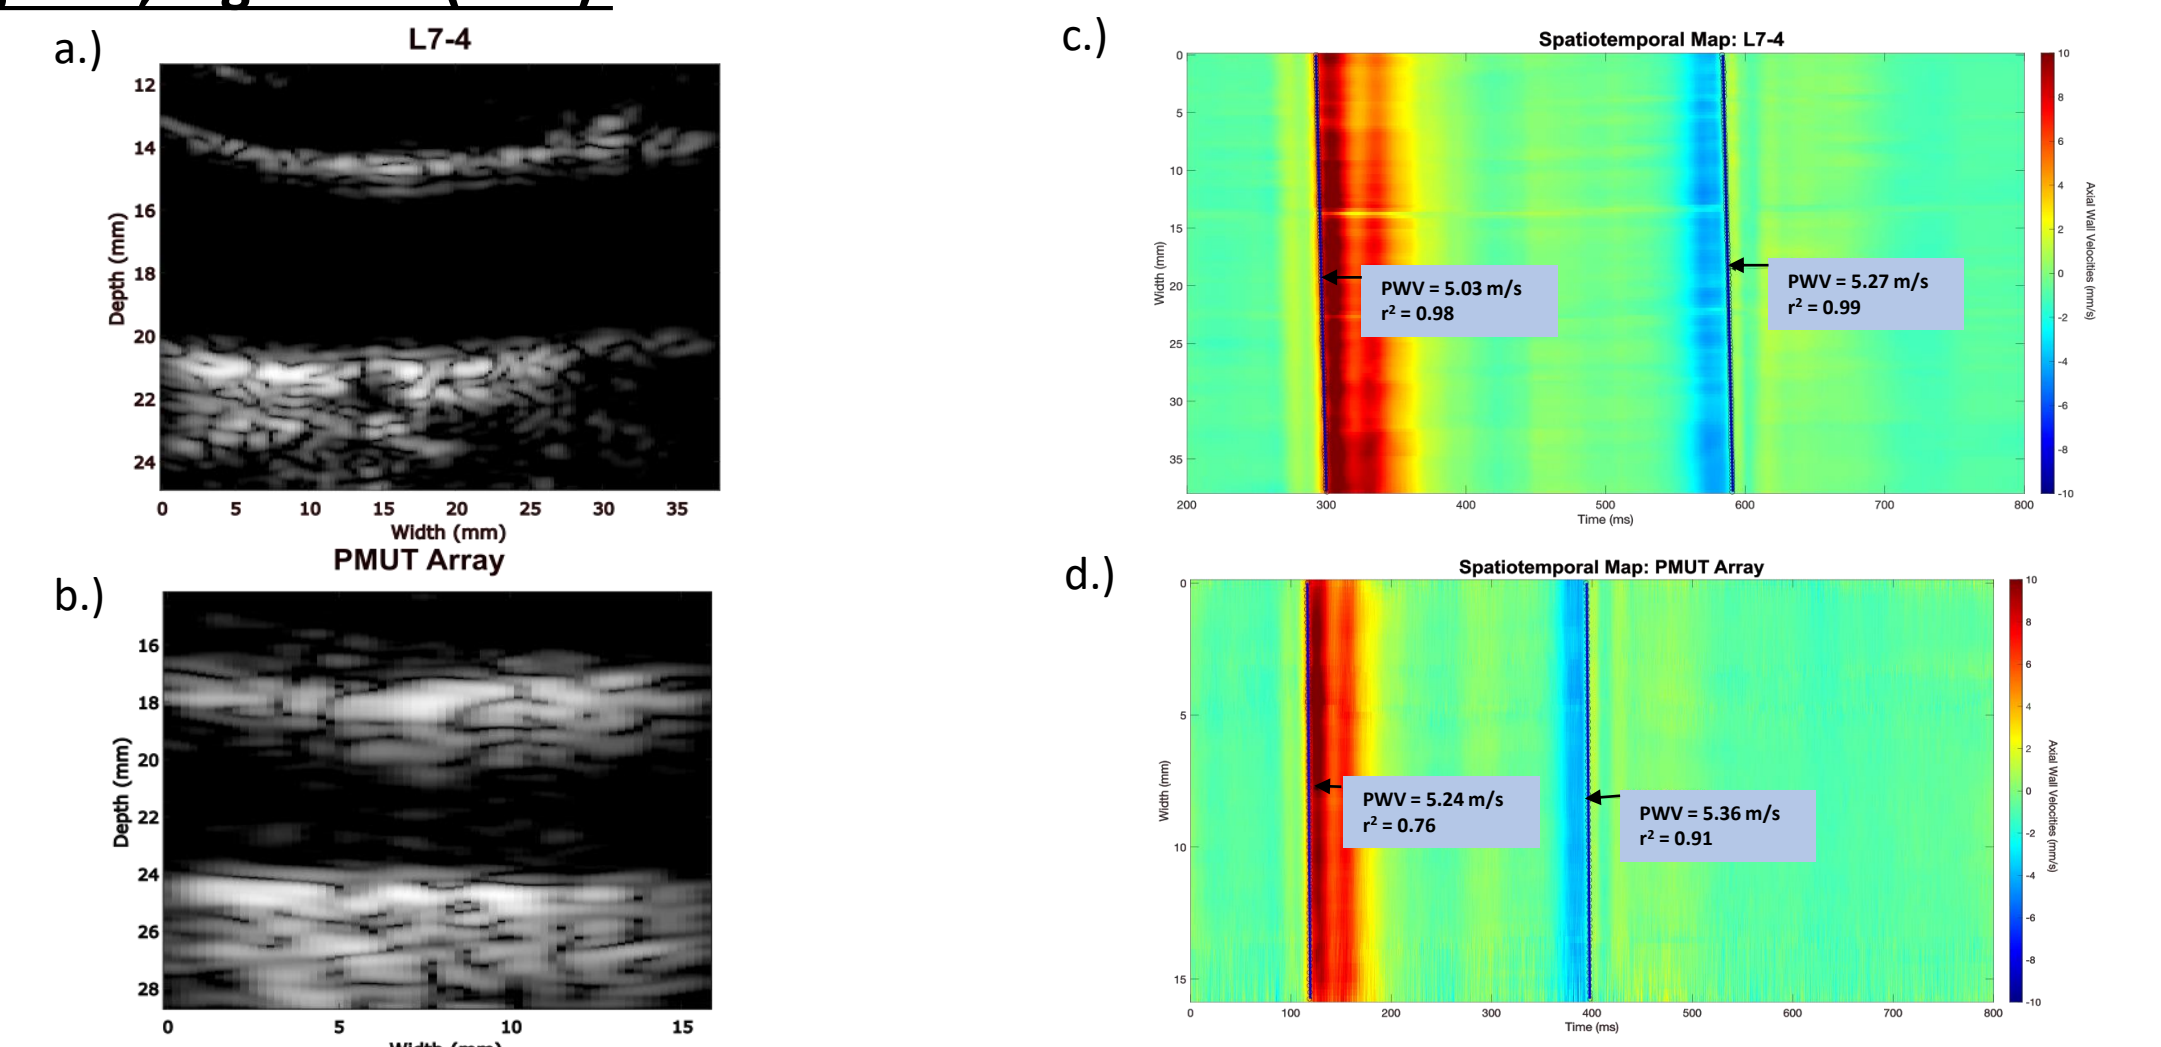 a.)
L7-4
12
14
16
18
20
22
24
Depth (mm)
0 5 10 15 20 25 30 35
Width (mm)
PMUT Array
b.)
16
18
20
22
24
26
28
Depth (mm)
0 5 10 15
Width (mm)
c.)
Spatiotemporal Map: L7-4
0
5
10
15
20
25
30
35
Width (mm)
PWV = 5.03 m/s
r² = 0.98
PWV = 5.27 m/s
r² = 0.99
200 300 400 500 600 700 800
Time (ms)
10
8
6
4
2
0
-2
-4
-6
-8
-10
Axial Wall Velocities (mm/s)
d.)
Spatiotemporal Map: PMUT Array
0
5
10
15
Width (mm)
PWV = 5.24 m/s
r² = 0.76
PWV = 5.36 m/s
r² = 0.91
0 100 200 300 400 500 600 700 800
Time (ms)
10
8
6
4
2
0
-2
-4
-6
-8
-10
Axial Wall Velocities (mm/s)